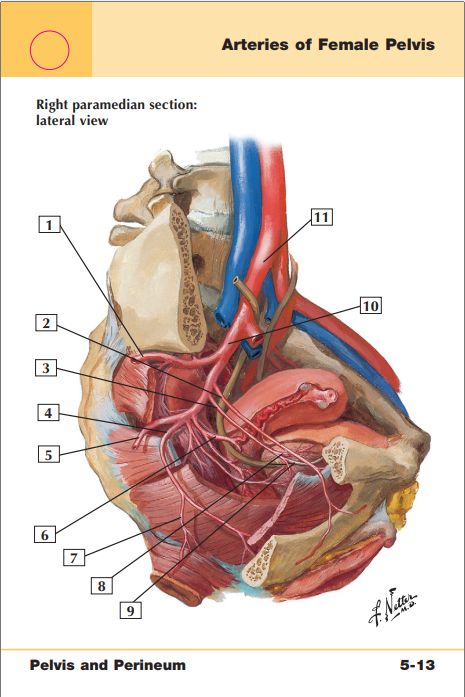 Arteries of Female Pelvis
Right paramedian section:
lateral view
1
11
10
2
3
4
5
6
7
8
9
F. Netter
M.D.
Pelvis and Perineum 5-13